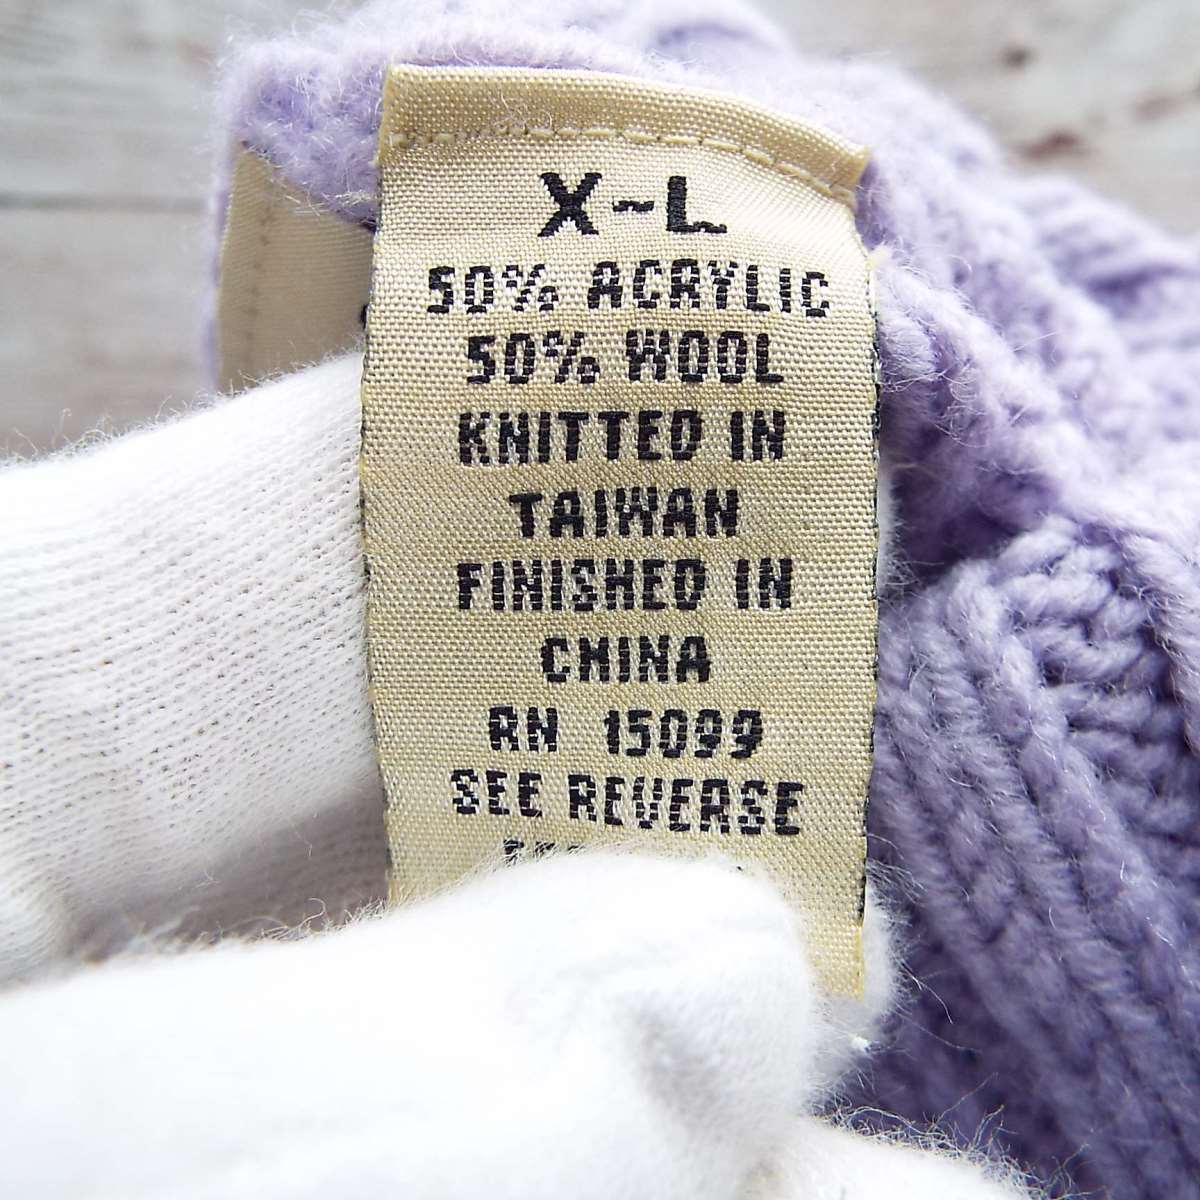 X-L
50% ACRYLIC
50% WOOL
KNITTED IN
TAIWAN
FINISHED IN
CHINA
RN 15099
SEE REVERSE